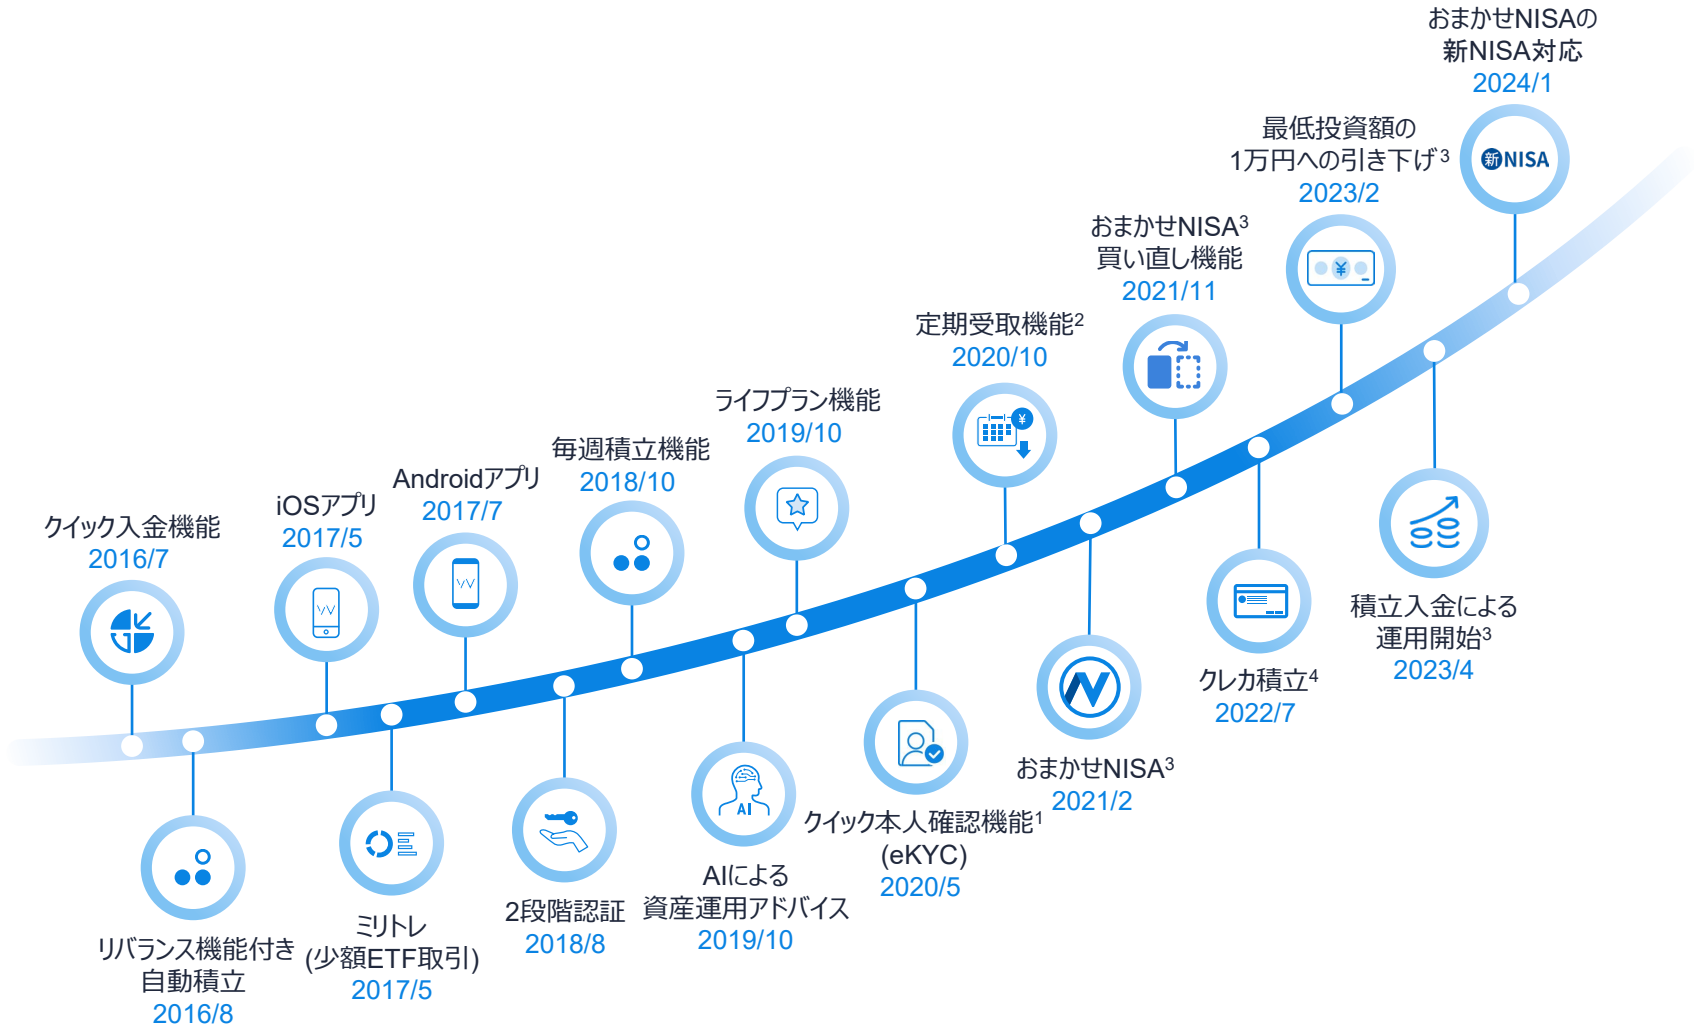 クイック入金機能
2016/7
リバランス機能付き
自動積立
2016/8
iOSアプリ
2017/5
ミリトレ
(少額ETF取引)
2017/5
Androidアプリ
2017/7
2段階認証
2018/8
毎週積立機能
2018/10
AI
AIによる
資産運用アドバイス
2019/10
ライフプラン機能
2019/10
クイック本人確認機能1
(eKYC)
2020/5
定期受取機能2
¥
2020/10
おまかせNISA3
2021/2
おまかせNISA3
買い直し機能
2021/11
クレカ積立4
2022/7
最低投資額の
1万円への引き下げ3
2023/2
¥
積立入金による
運用開始3
2023/4
おまかせNISAの
新NISA対応
2024/1
新NISA